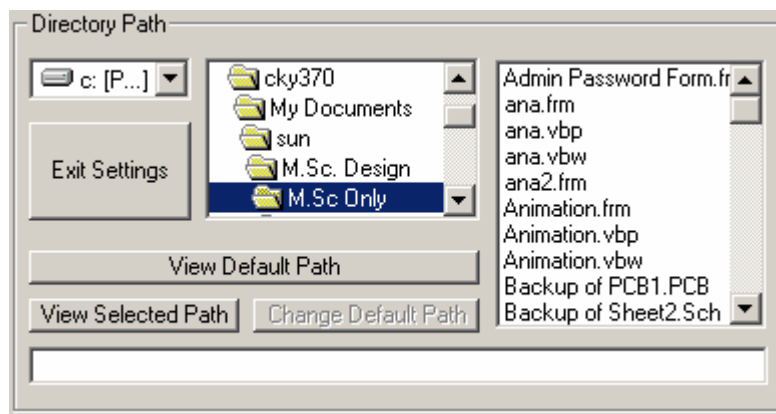 Directory Path
c: [P...]
Exit Settings
cky370
My Documents
sun
M.Sc. Design
M.Sc Only
Admin Password Form.fr
ana.frm
ana.vbp
ana.vbw
ana2.frm
Animation.frm
Animation.vbp
Animation.vbw
Backup of PCB1.PCB
Backup of Sheet2.Sch
View Default Path
View Selected Path
Change Default Path